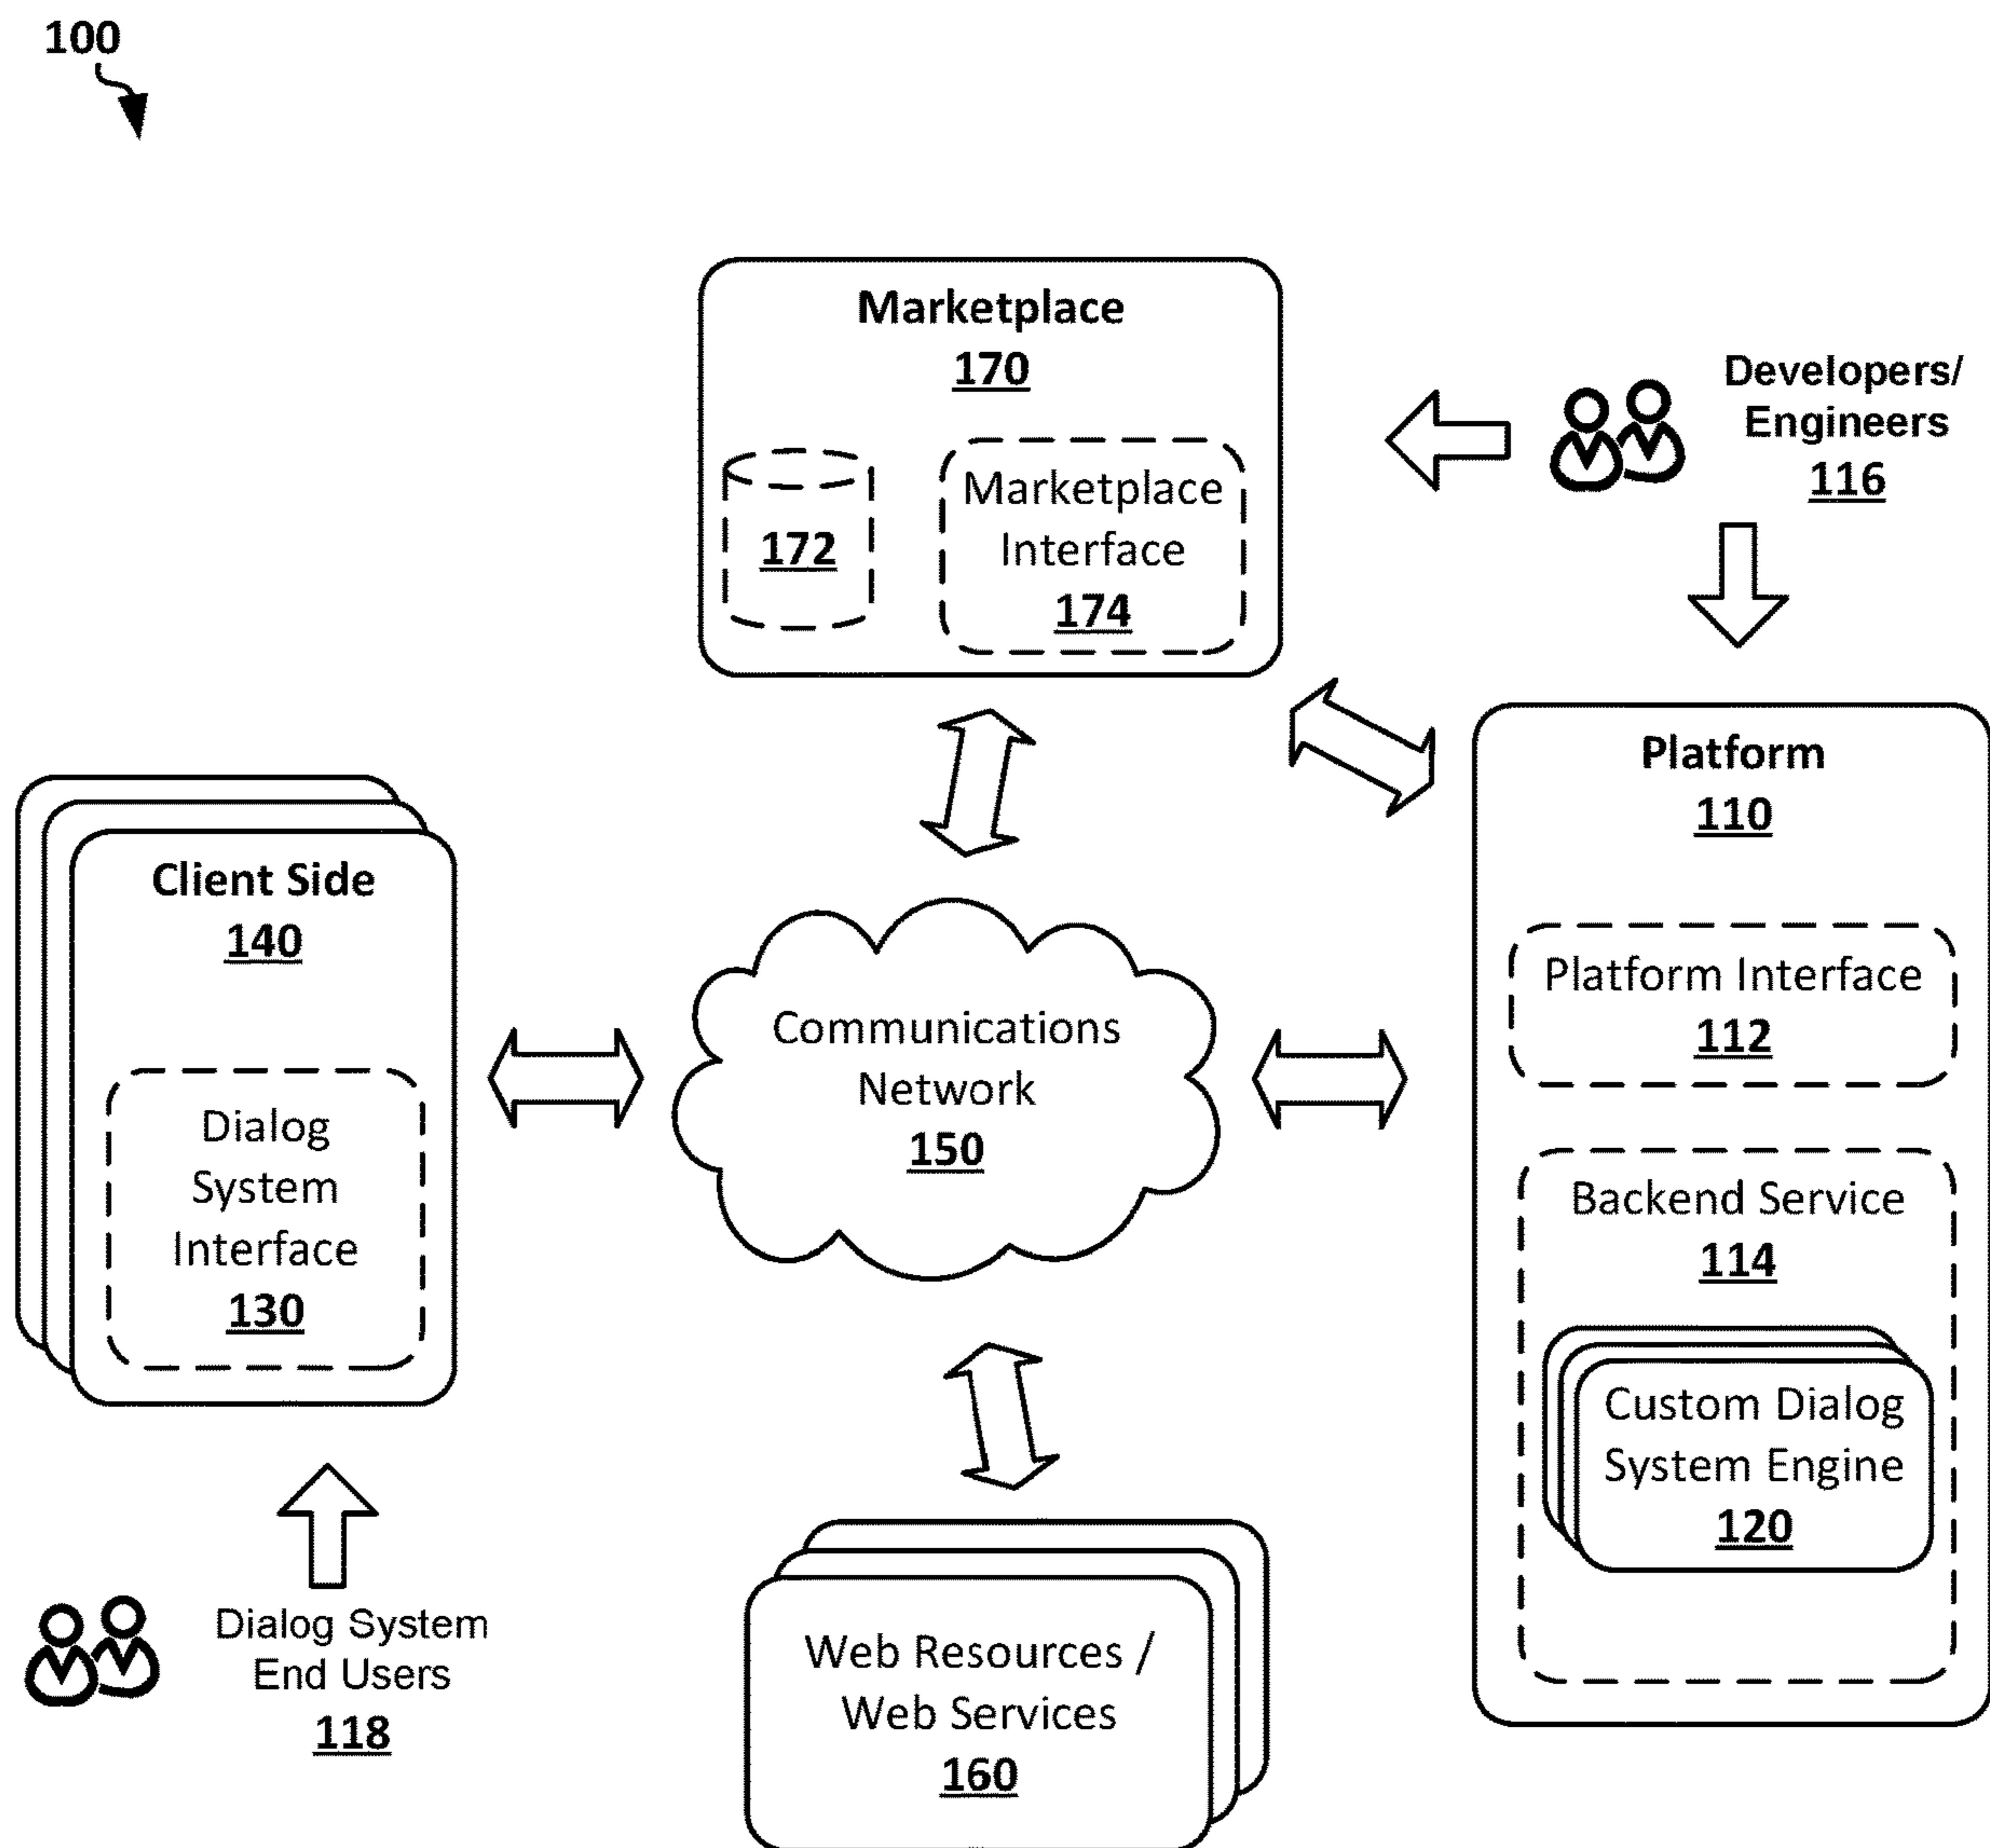 100
Marketplace
170
172
Marketplace
Interface
174
Developers/
Engineers
116
Platform
110
Platform Interface
112
Backend Service
114
Custom Dialog
System Engine
120
Client Side
140
Dialog
System
Interface
130
Communications
Network
150
Dialog System
End Users
118
Web Resources /
Web Services
160